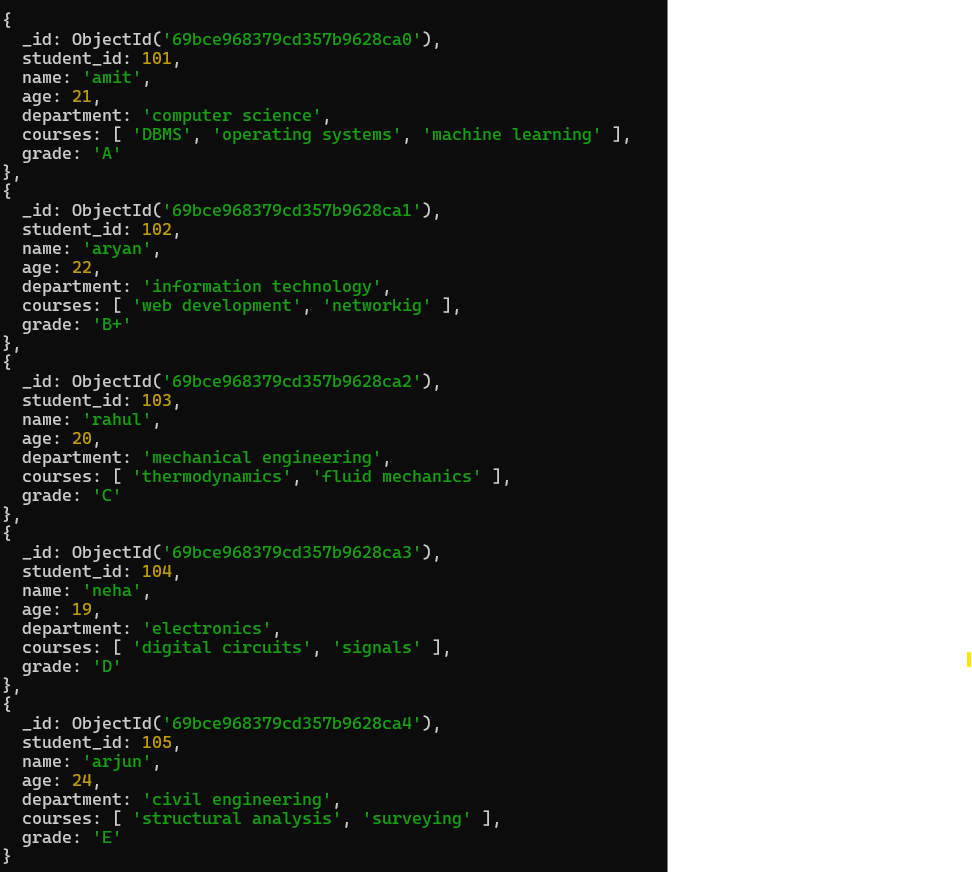 {
  _id: ObjectId('69bce968379cd357b9628ca0'),
  student_id: 101,
  name: 'amit',
  age: 21,
  department: 'computer science',
  courses: [ 'DBMS', 'operating systems', 'machine learning' ],
  grade: 'A'
},
{
  _id: ObjectId('69bce968379cd357b9628ca1'),
  student_id: 102,
  name: 'aryan',
  age: 22,
  department: 'information technology',
  courses: [ 'web development', 'networkig' ],
  grade: 'B+'
},
{
  _id: ObjectId('69bce968379cd357b9628ca2'),
  student_id: 103,
  name: 'rahul',
  age: 20,
  department: 'mechanical engineering',
  courses: [ 'thermodynamics', 'fluid mechanics' ],
  grade: 'C'
},
{
  _id: ObjectId('69bce968379cd357b9628ca3'),
  student_id: 104,
  name: 'neha',
  age: 19,
  department: 'electronics',
  courses: [ 'digital circuits', 'signals' ],
  grade: 'D'
},
{
  _id: ObjectId('69bce968379cd357b9628ca4'),
  student_id: 105,
  name: 'arjun',
  age: 24,
  department: 'civil engineering',
  courses: [ 'structural analysis', 'surveying' ],
  grade: 'E'
}